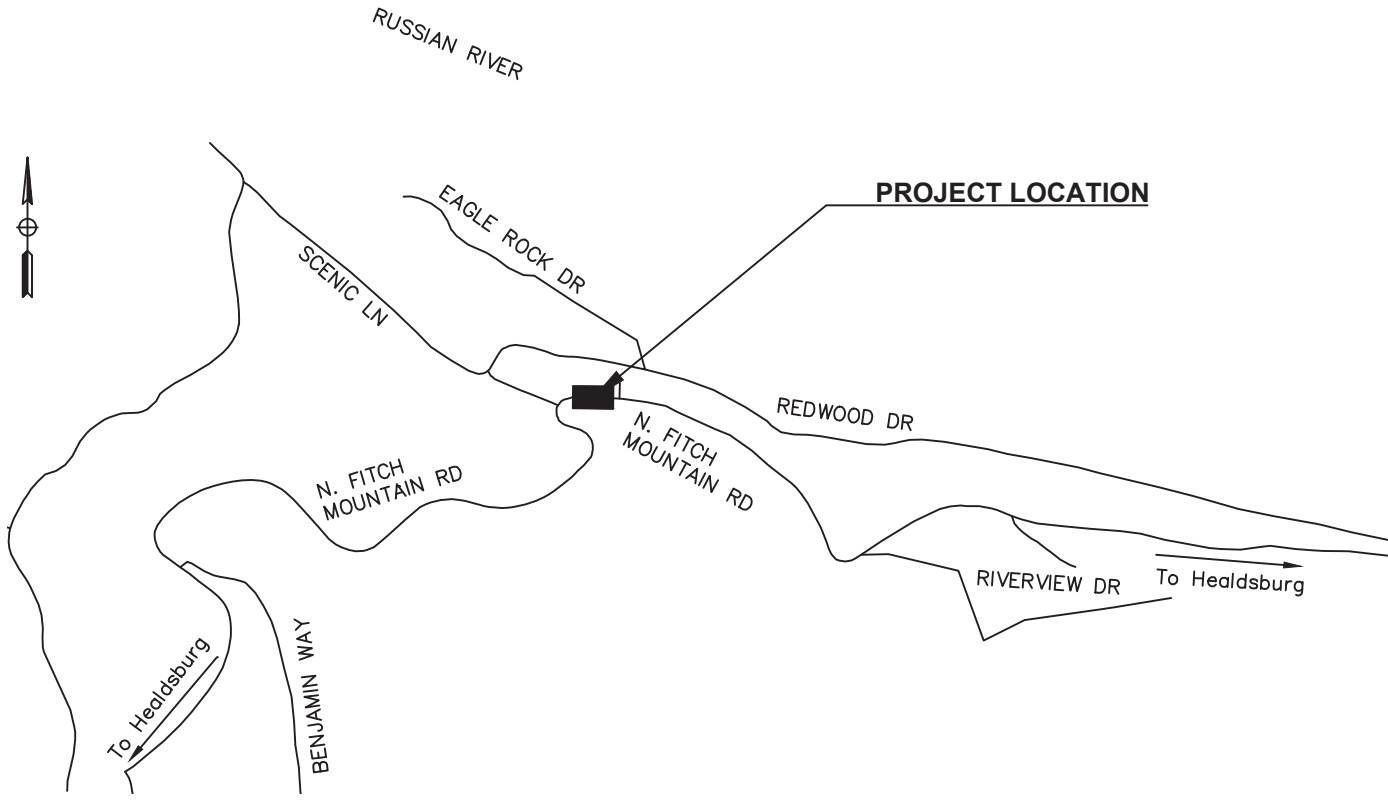 RUSSIAN RIVER
PROJECT LOCATION
EAGLE ROCK DR
SCENIC LN
REDWOOD DR
N. FITCH
MOUNTAIN RD
N. FITCH
MOUNTAIN RD
RIVERVIEW DR
To Healdsburg
To Healdsburg
BENJAMIN WAY